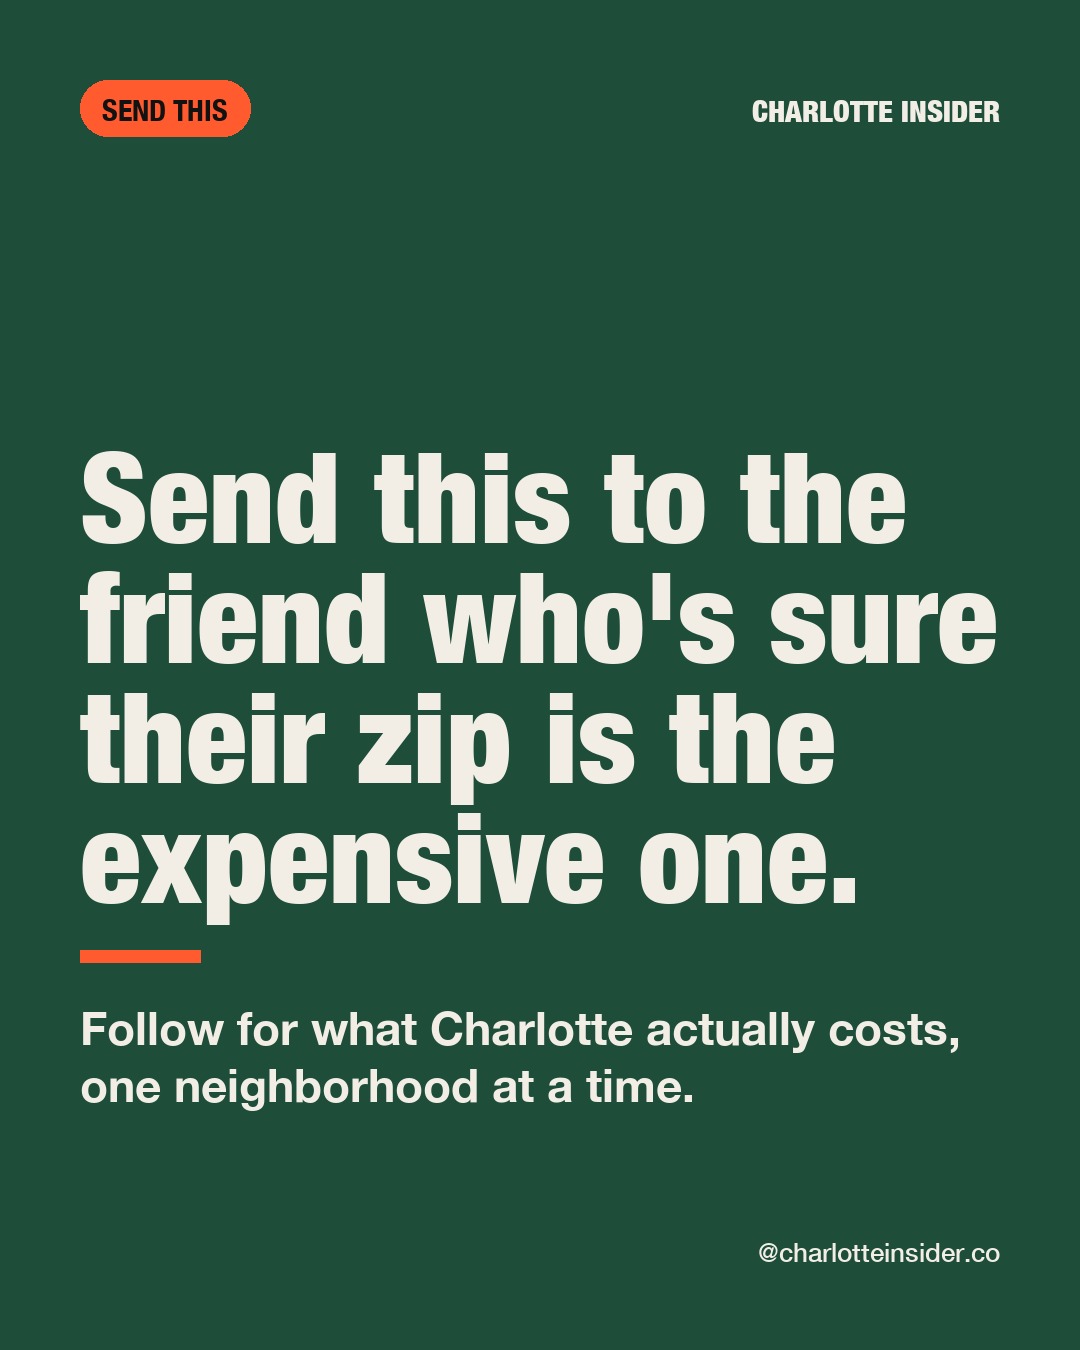 SEND THIS
CHARLOTTE INSIDER
Send this to the
friend who's sure
their zip is the
expensive one.
Follow for what Charlotte actually costs,
one neighborhood at a time.
@charlotteinsider.co